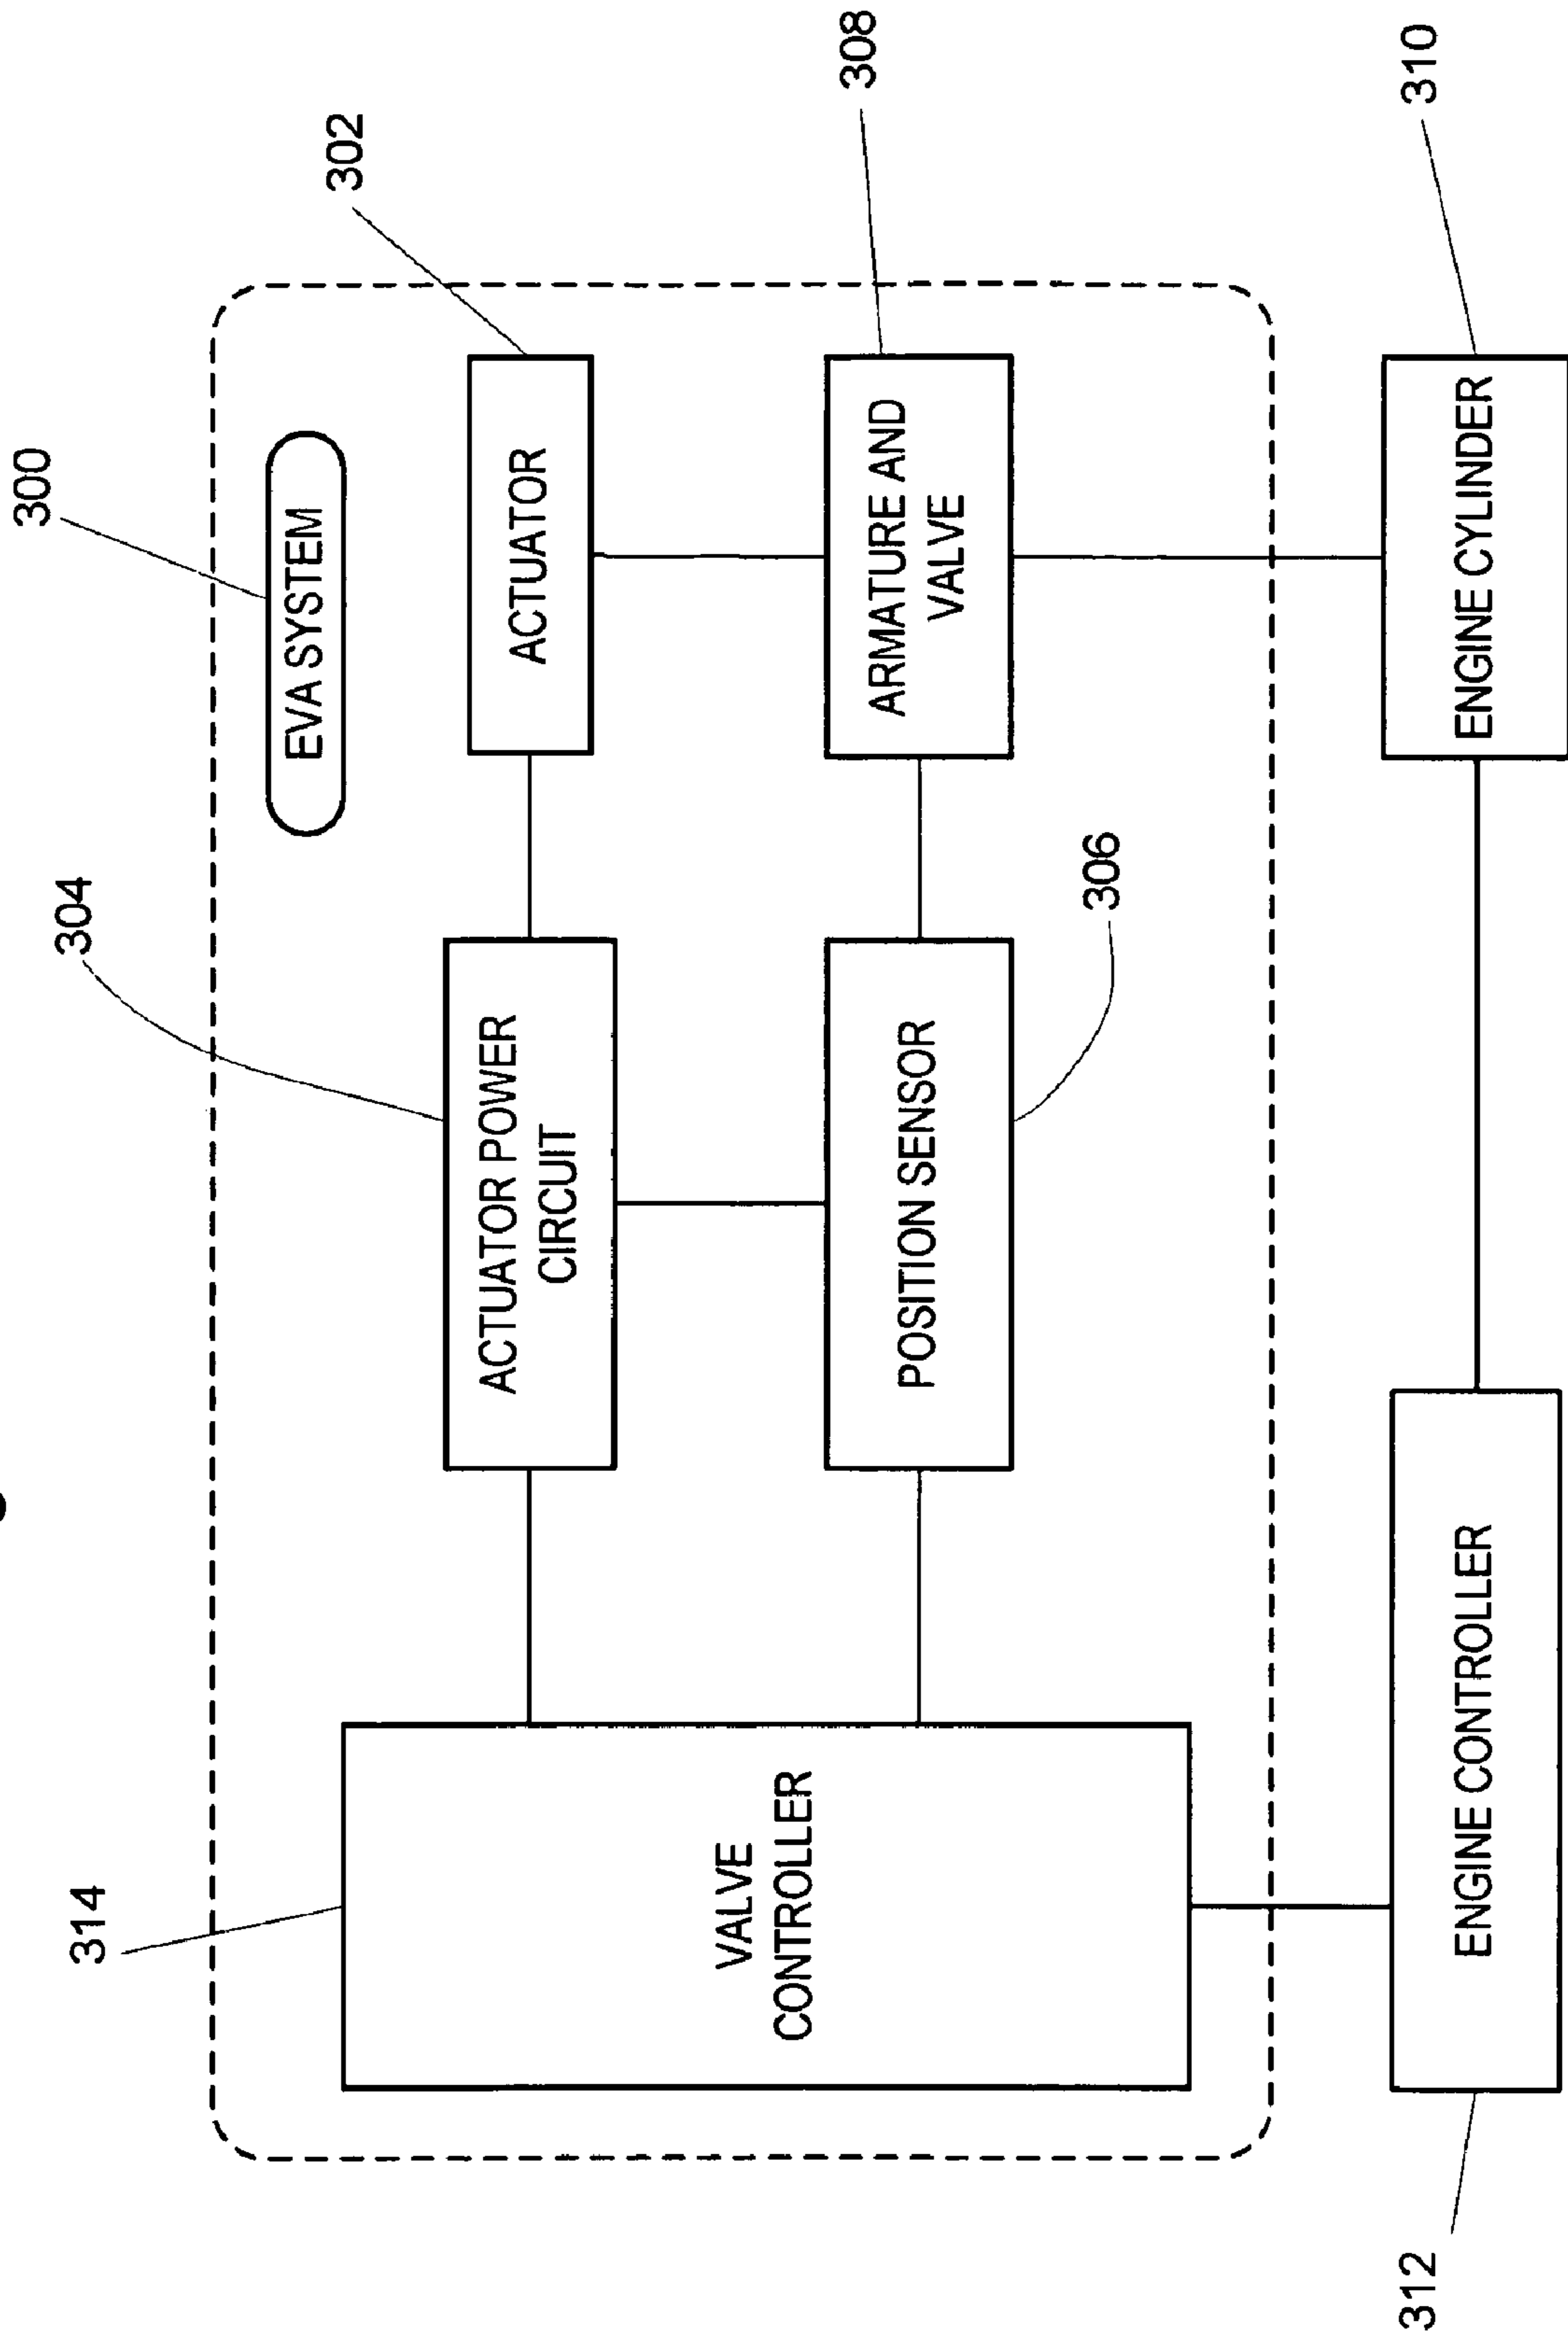 300
EVA SYSTEM
302
ACTUATOR
304
ACTUATOR POWER
CIRCUIT
314
VALVE
CONTROLLER
306
POSITION SENSOR
308
ARMATURE AND
VALVE
310
ENGINE CYLINDER
312
ENGINE CONTROLLER